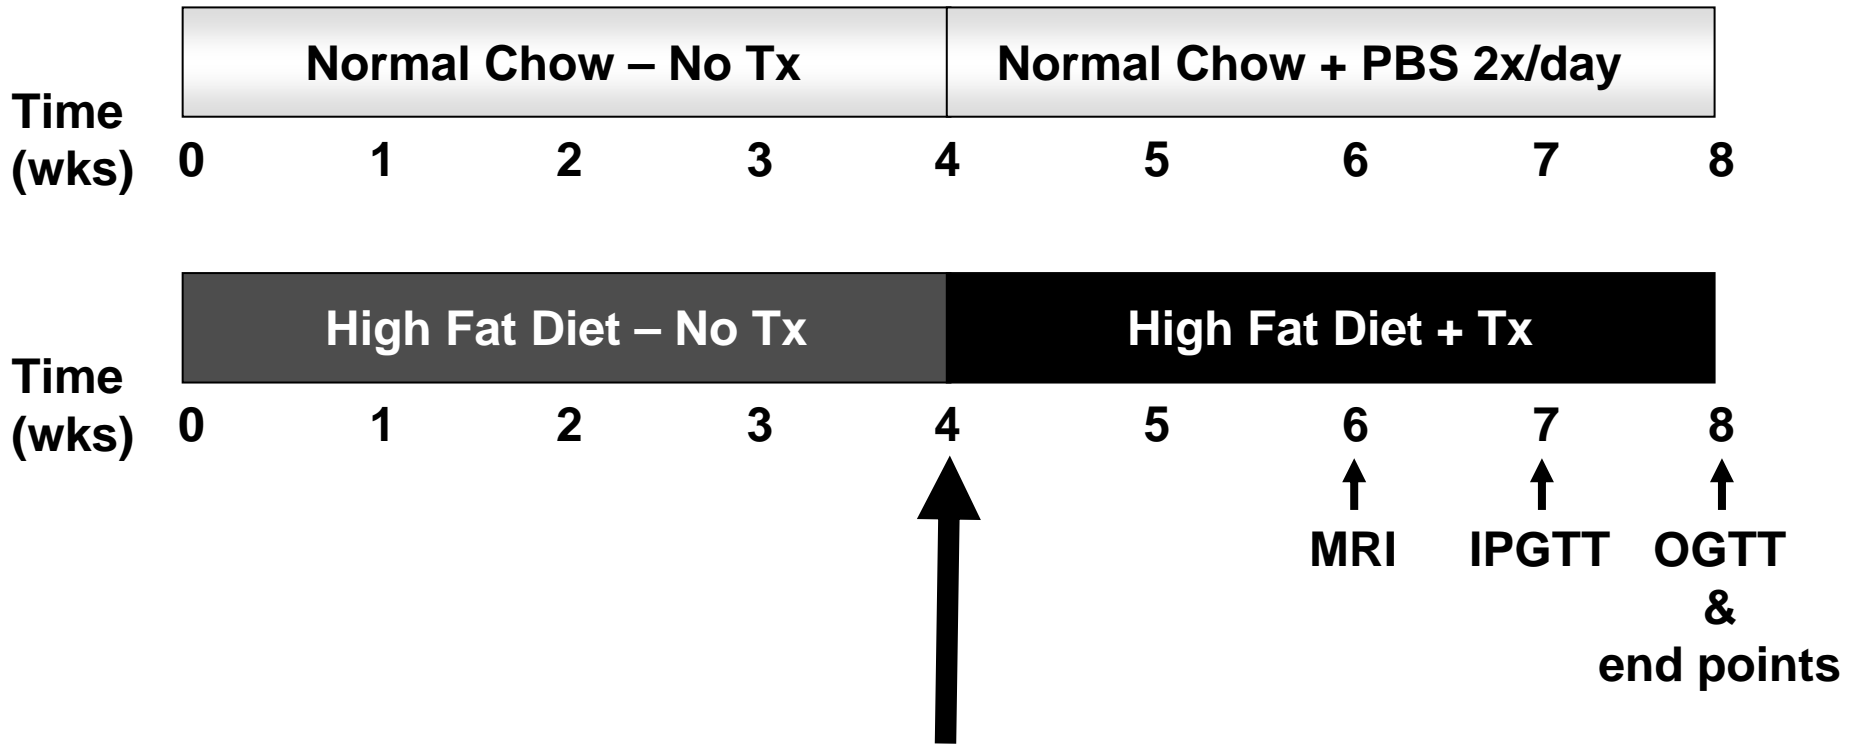 Normal Chow – No Tx
Normal Chow + PBS 2x/day
Time
(wks)
0 1 2 3 4 5 6 7 8
High Fat Diet – No Tx
High Fat Diet + Tx
Time
(wks)
0 1 2 3 4 5 6 7 8
MRI IPGTT OGTT
&
end points